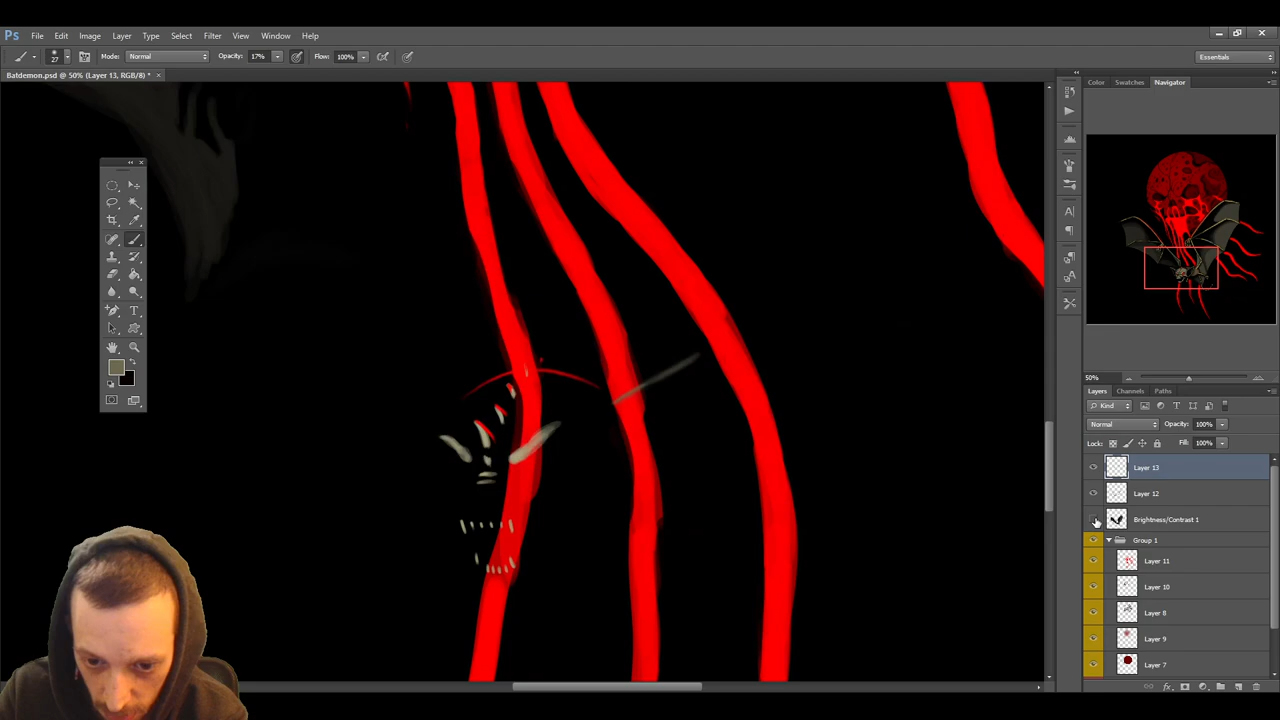 Ps File Edit Image Layer Type Select Filter View Window Help
27 Mode: Normal Opacity: 17% Flow: 100% Essentials
Batdemon.psd @ 50% (Layer 13, RGB/8) * ×
Color Swatches Navigator
50%
Layers Channels Paths
Kind
Normal Opacity: 100%
Lock: Fill: 100%
Layer 13
Layer 12
Brightness/Contrast 1
Group 1
Layer 11
Layer 10
Layer 8
Layer 9
Layer 7